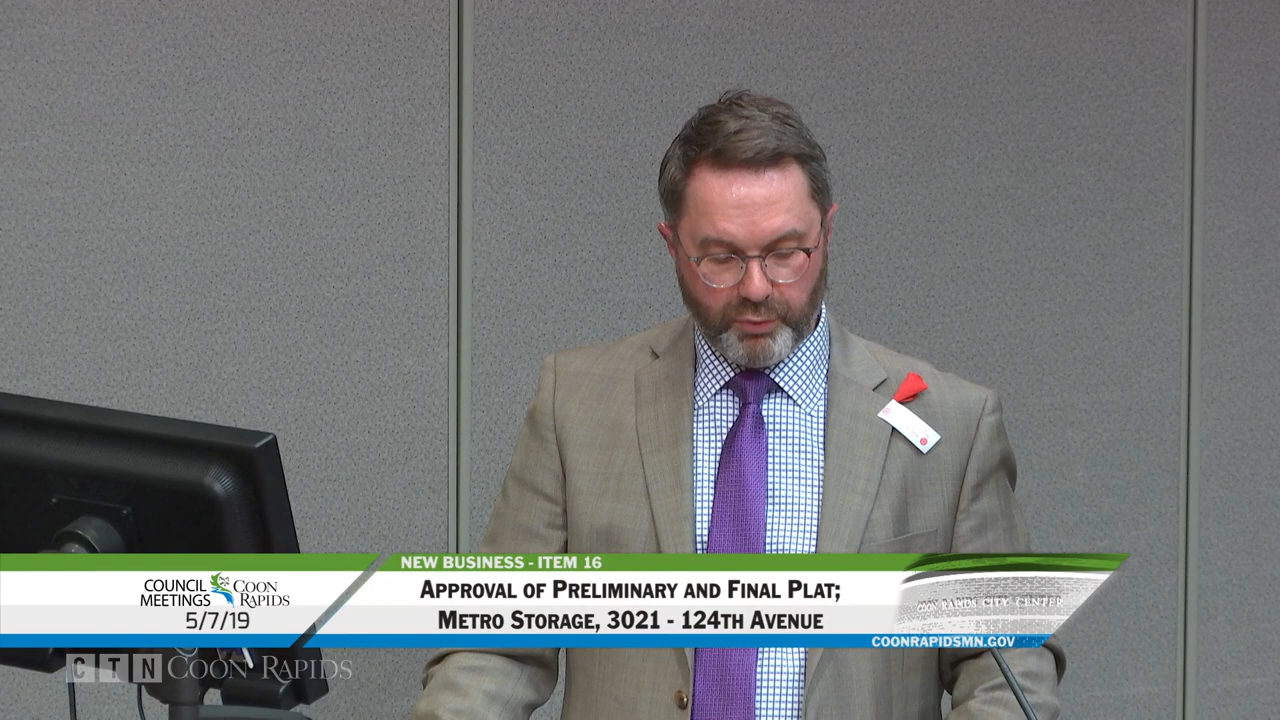 NEW BUSINESS - ITEM 16
COUNCIL MEETINGS
COON RAPIDS
5/7/19
APPROVAL OF PRELIMINARY AND FINAL PLAT;
METRO STORAGE, 3021 - 124TH AVENUE
COON RAPIDS CITY CENTER
COONRAPIDSMN.GOV
CTN COON RAPIDS